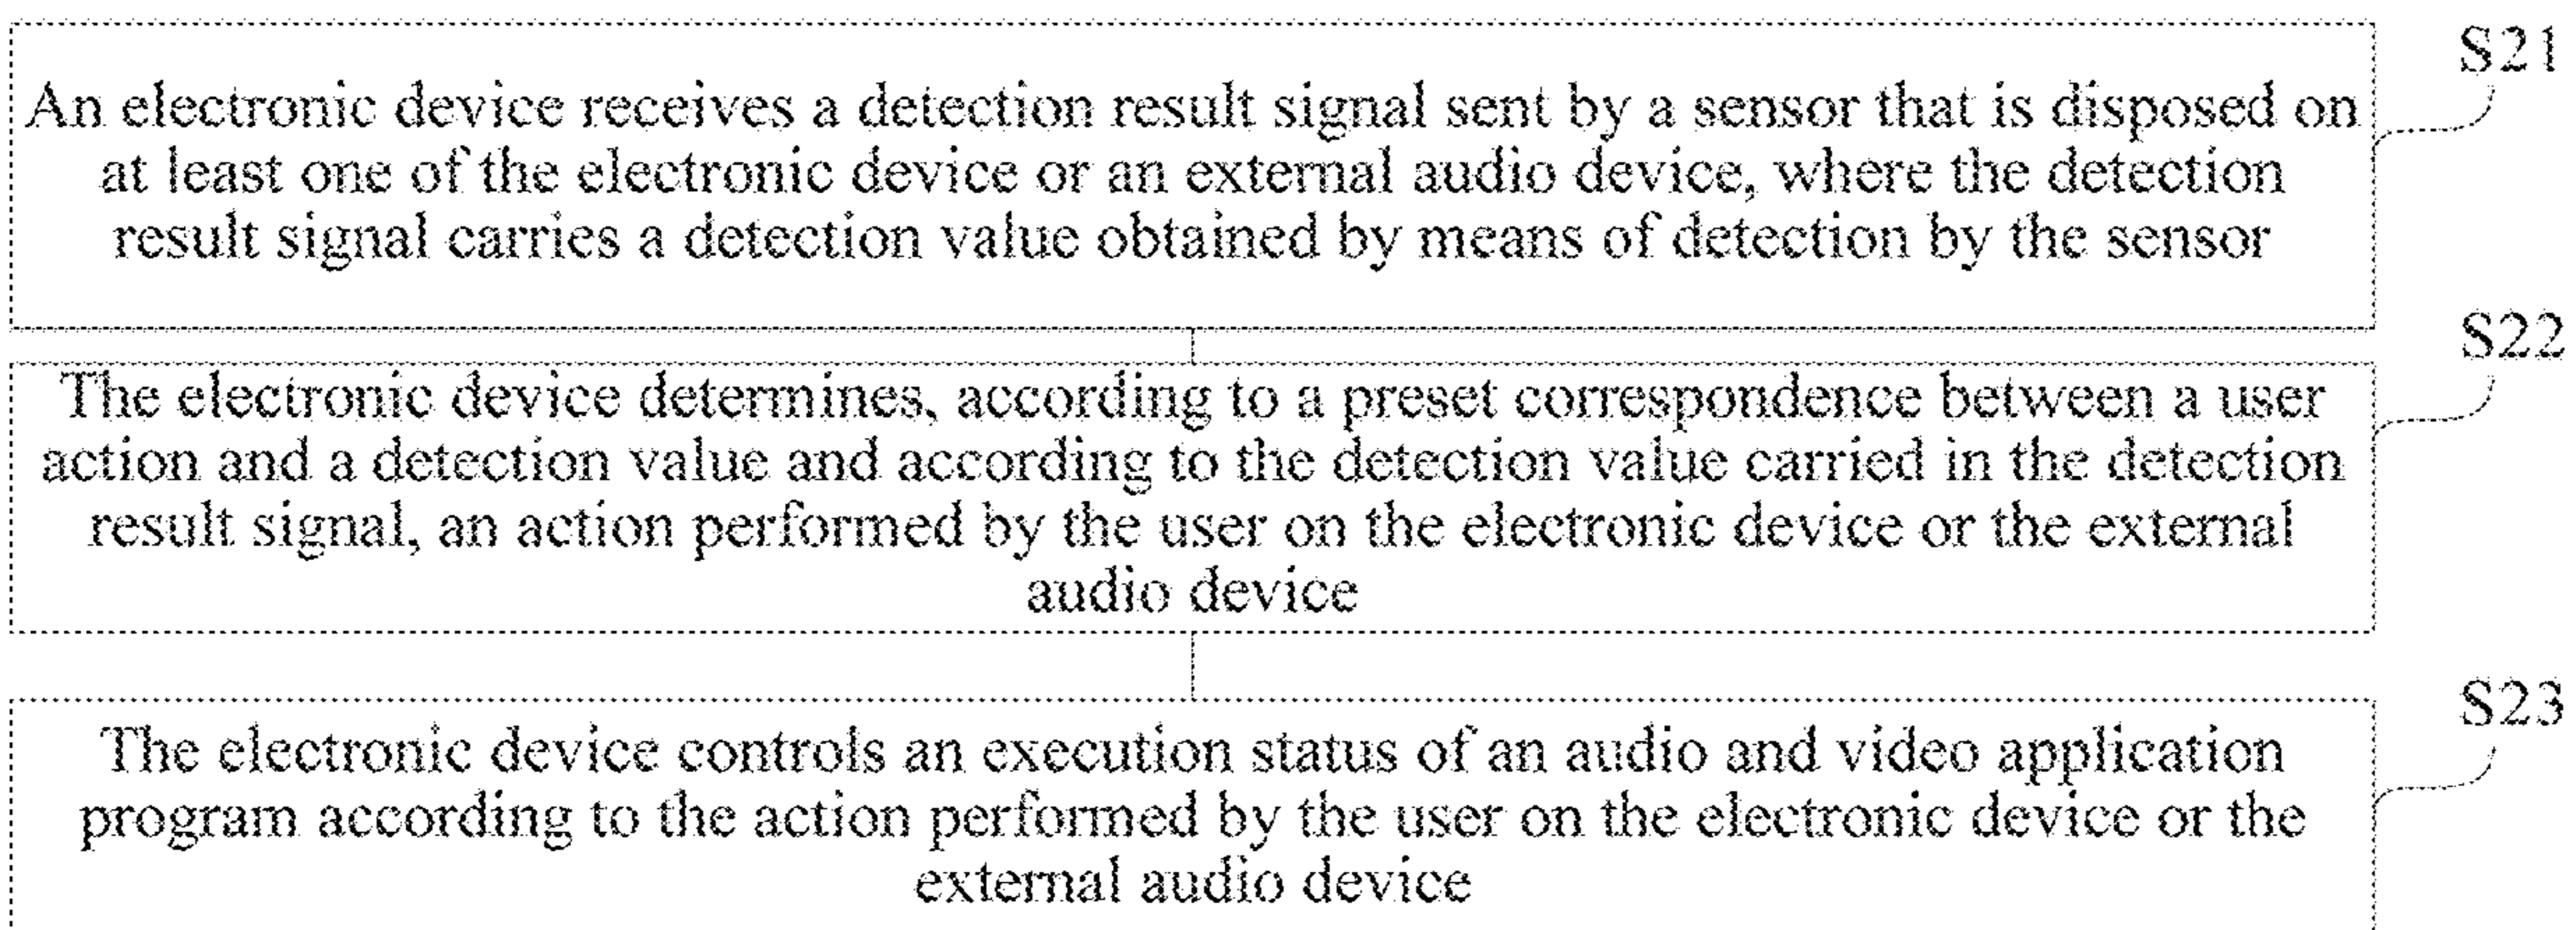 S21
An electronic device receives a detection result signal sent by a sensor that is disposed on
at least one of the electronic device or an external audio device, where the detection
result signal carries a detection value obtained by means of detection by the sensor
S22
The electronic device determines, according to a preset correspondence between a user
action and a detection value and according to the detection value carried in the detection
result signal, an action performed by the user on the electronic device or the external
audio device
S23
The electronic device controls an execution status of an audio and video application
program according to the action performed by the user on the electronic device or the
external audio device